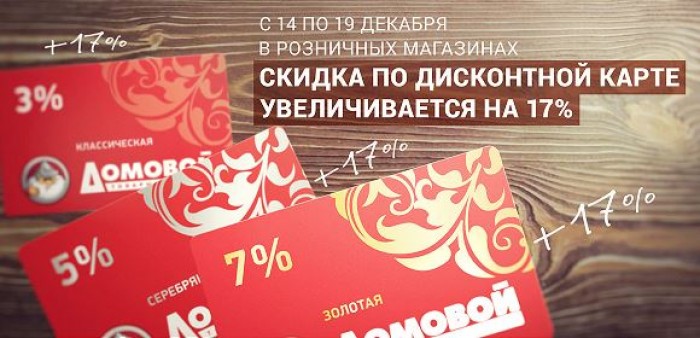 С 14 ПО 19 ДЕКАБРЯ
В РОЗНИЧНЫХ МАГАЗИНАХ
СКИДКА ПО ДИСКОНТНОЙ КАРТЕ
УВЕЛИЧИВАЕТСЯ НА 17%
+17%
3%
КЛАССИЧЕСКАЯ
ДОМОВОЙ
+17%
5%
7%
ЗОЛОТАЯ
ДОМОВОЙ
+17%